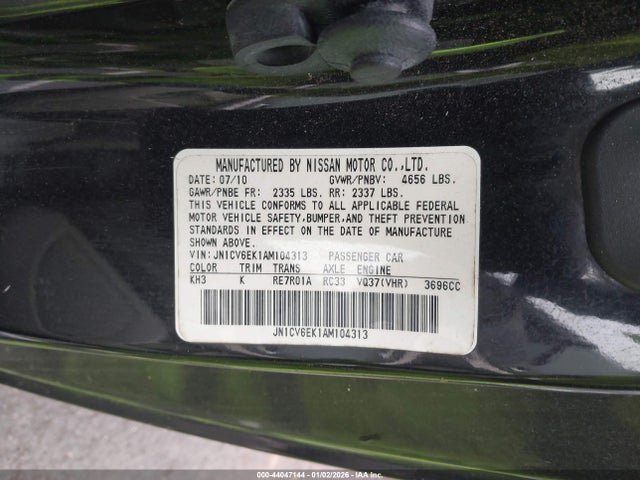 MANUFACTURED BY NISSAN MOTOR CO.,LTD.
DATE: 07/10 GVWR/PNBV: 4656 LBS.
GAWR/PNBE FR: 2335 LBS. RR: 2337 LBS.
THIS VEHICLE CONFORMS TO ALL APPLICABLE FEDERAL
MOTOR VEHICLE SAFETY,BUMPER,AND THEFT PREVENTION
STANDARDS IN EFFECT ON THE DATE OF MANUFACTURE
SHOWN ABOVE.
VIN: JN1CV6EK1AM104313 PASSENGER CAR
COLOR TRIM TRANS AXLE ENGINE
KH3 K RE7R01A RC33 VQ37(VHR) 3696CC
JN1CV6EK1AM104313
000-44047144 | 01/02/2026 | IAA Inc.